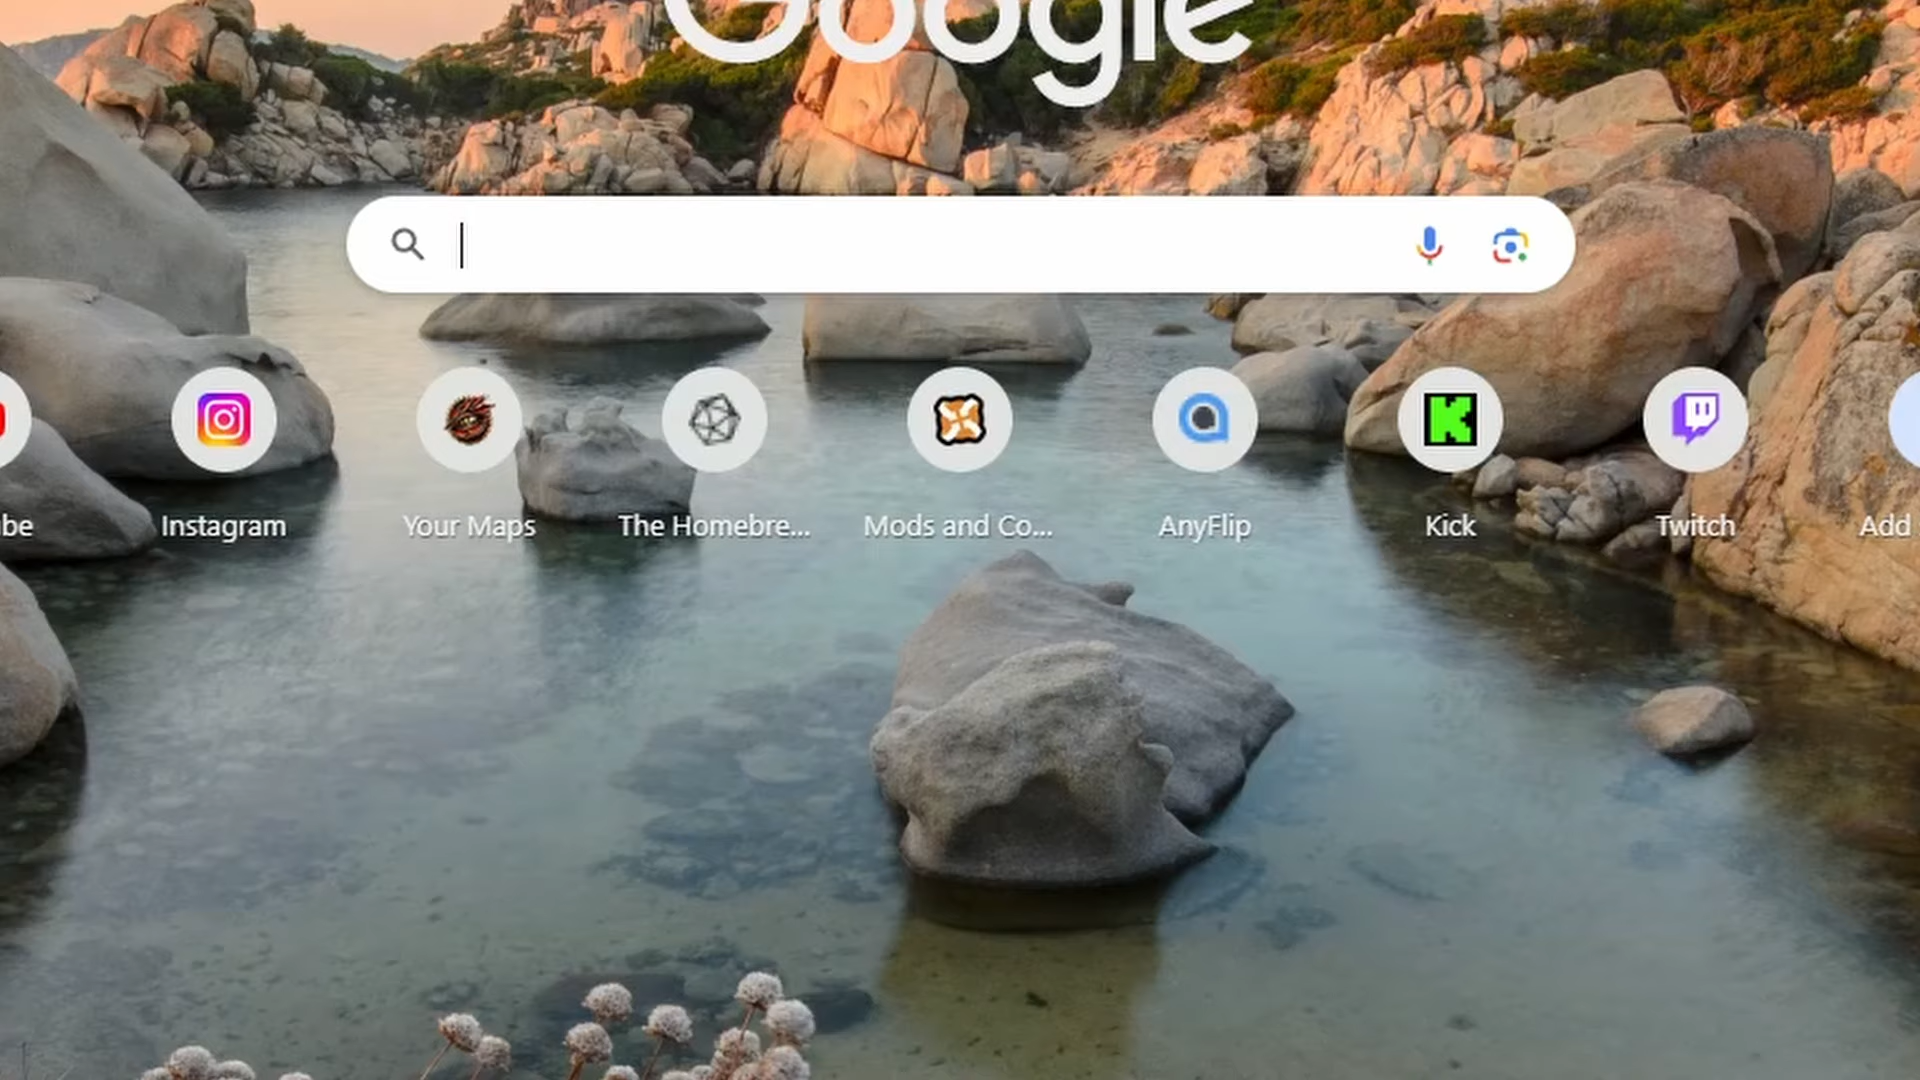 Google
be
Instagram
Your Maps
The Homebre...
Mods and Co...
AnyFlip
Kick
Twitch
Add